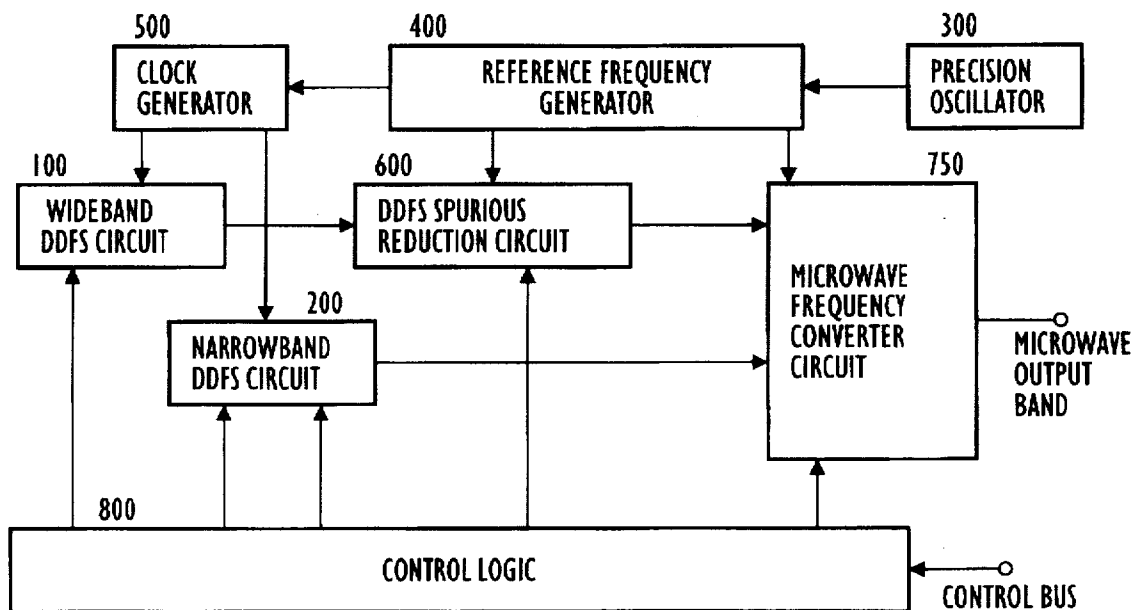 500
CLOCK
GENERATOR
400
REFERENCE FREQUENCY
GENERATOR
300
PRECISION
OSCILLATOR
100
WIDEBAND
DDFS CIRCUIT
600
DDFS SPURIOUS
REDUCTION CIRCUIT
750
MICROWAVE
FREQUENCY
CONVERTER
CIRCUIT
200
NARROWBAND
DDFS CIRCUIT
MICROWAVE
OUTPUT
BAND
800
CONTROL LOGIC
CONTROL BUS